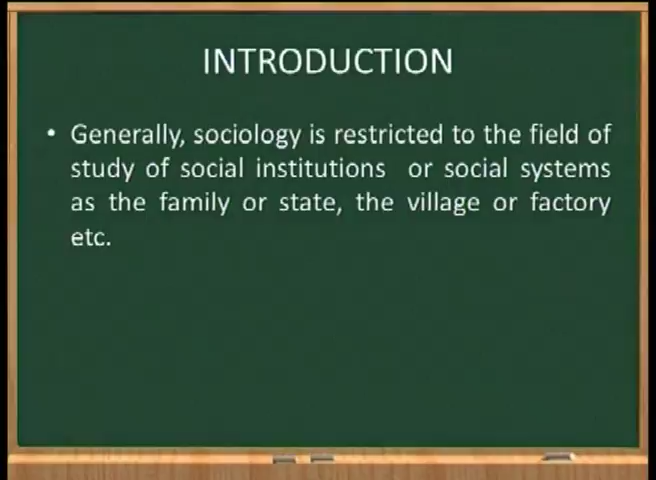 INTRODUCTION
• Generally, sociology is restricted to the field of
study of social institutions or social systems
as the family or state, the village or factory
etc.